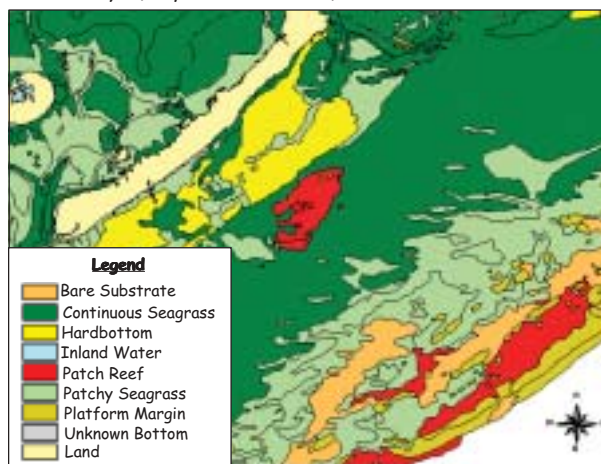 Legend
Bare Substrate
Continuous Seagrass
Hardbottom
Inland Water
Patch Reef
Patchy Seagrass
Platform Margin
Unknown Bottom
Land